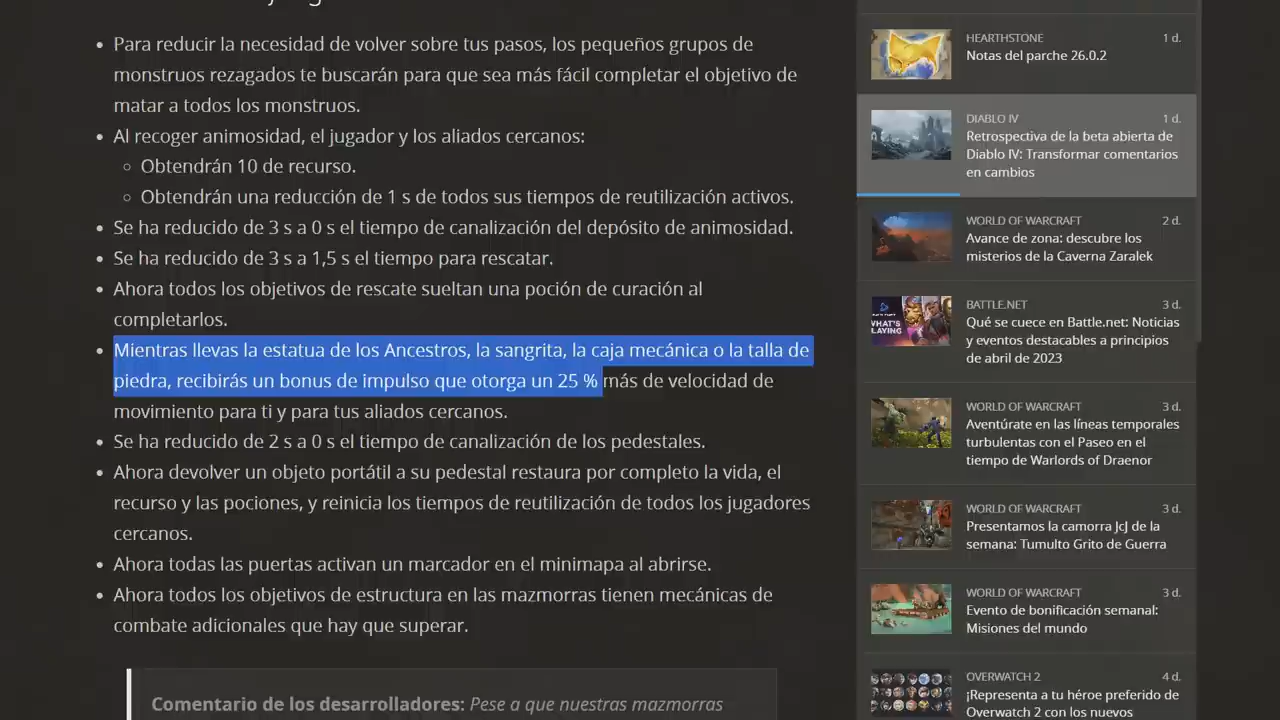 Para reducir la necesidad de volver sobre tus pasos, los pequeños grupos de
monstruos rezagados te buscarán para que sea más fácil completar el objetivo de
matar a todos los monstruos.
Al recoger animosidad, el jugador y los aliados cercanos:
Obtendrán 10 de recurso.
Obtendrán una reducción de 1 s de todos sus tiempos de reutilización activos.
Se ha reducido de 3 s a 0 s el tiempo de canalización del depósito de animosidad.
Se ha reducido de 3 s a 1,5 s el tiempo para rescatar.
Ahora todos los objetivos de rescate sueltan una poción de curación al
completarlos.
Mientras llevas la estatua de los Ancestros, la sangrita, la caja mecánica o la talla de
piedra, recibirás un bonus de impulso que otorga un 25 % más de velocidad de
movimiento para ti y para tus aliados cercanos.
Se ha reducido de 2 s a 0 s el tiempo de canalización de los pedestales.
Ahora devolver un objeto portátil a su pedestal restaura por completo la vida, el
recurso y las pociones, y reinicia los tiempos de reutilización de todos los jugadores
cercanos.
Ahora todas las puertas activan un marcador en el minimapa al abrirse.
Ahora todos los objetivos de estructura en las mazmorras tienen mecánicas de
combate adicionales que hay que superar.
Comentario de los desarrolladores: Pese a que nuestras mazmorras
HEARTHSTONE 1 d.
Notas del parche 26.0.2
DIABLO IV 1 d.
Retrospectiva de la beta abierta de
Diablo IV: Transformar comentarios
en cambios
WORLD OF WARCRAFT 2 d.
Avance de zona: descubre los
misterios de la Caverna Zaralek
BATTLE.NET 3 d.
WHAT'S
PLAYING
Qué se cuece en Battle.net: Noticias
y eventos destacables a principios
de abril de 2023
WORLD OF WARCRAFT 3 d.
Aventúrate en las líneas temporales
turbulentas con el Paseo en el
tiempo de Warlords of Draenor
WORLD OF WARCRAFT 3 d.
Presentamos la camorra JcJ de la
semana: Tumulto Grito de Guerra
WORLD OF WARCRAFT 3 d.
Evento de bonificación semanal:
Misiones del mundo
OVERWATCH 2 4 d.
¡Representa a tu héroe preferido de
Overwatch 2 con los nuevos